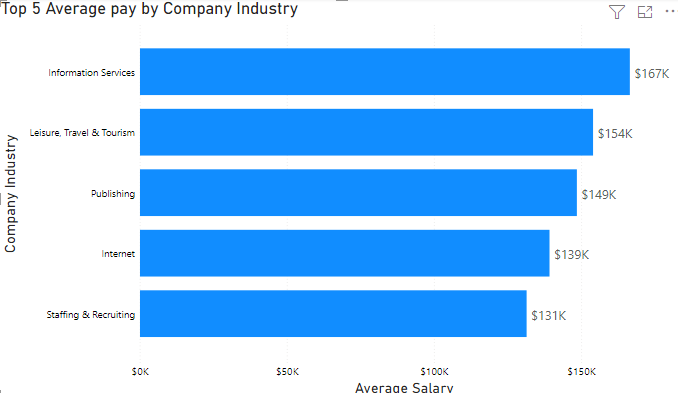 Top 5 Average pay by Company Industry
Company Industry
Information Services
$167K
Leisure, Travel & Tourism
$154K
Publishing
$149K
Internet
$139K
Staffing & Recruiting
$131K
$0K
$50K
$100K
$150K
Average Salary